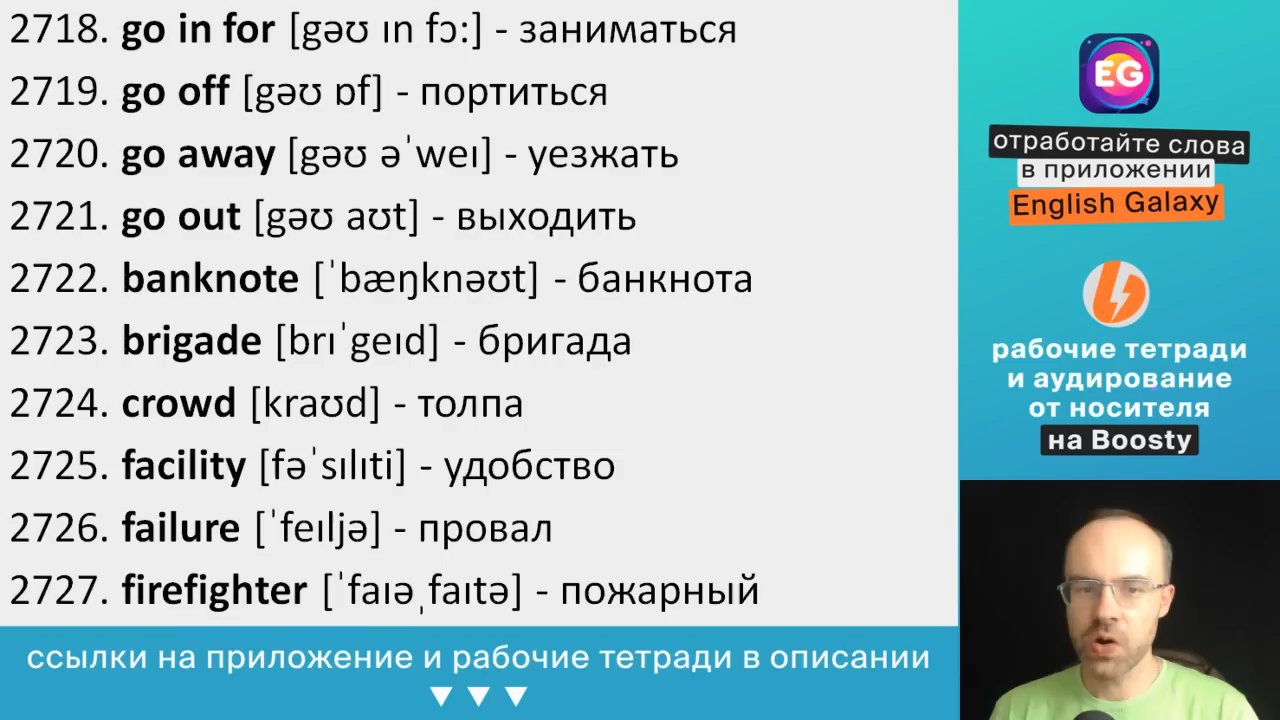 2718. go in for [gəʊ ɪn fɔ:] - заниматься
2719. go off [gəʊ ɒf] - портиться
2720. go away [gəʊ əˈweɪ] - уезжать
2721. go out [gəʊ aʊt] - выходить
2722. banknote [ˈbæŋknəʊt] - банкнота
2723. brigade [brɪˈgeɪd] - бригада
2724. crowd [kraʊd] - толпа
2725. facility [fəˈsɪlɪti] - удобство
2726. failure [ˈfeɪljə] - провал
2727. firefighter [ˈfaɪəˌfaɪtə] - пожарный
ссылки на приложение и рабочие тетради в описании
EG
отработайте слова
в приложении
English Galaxy
рабочие тетради
и аудирование
от носителя
на Boosty